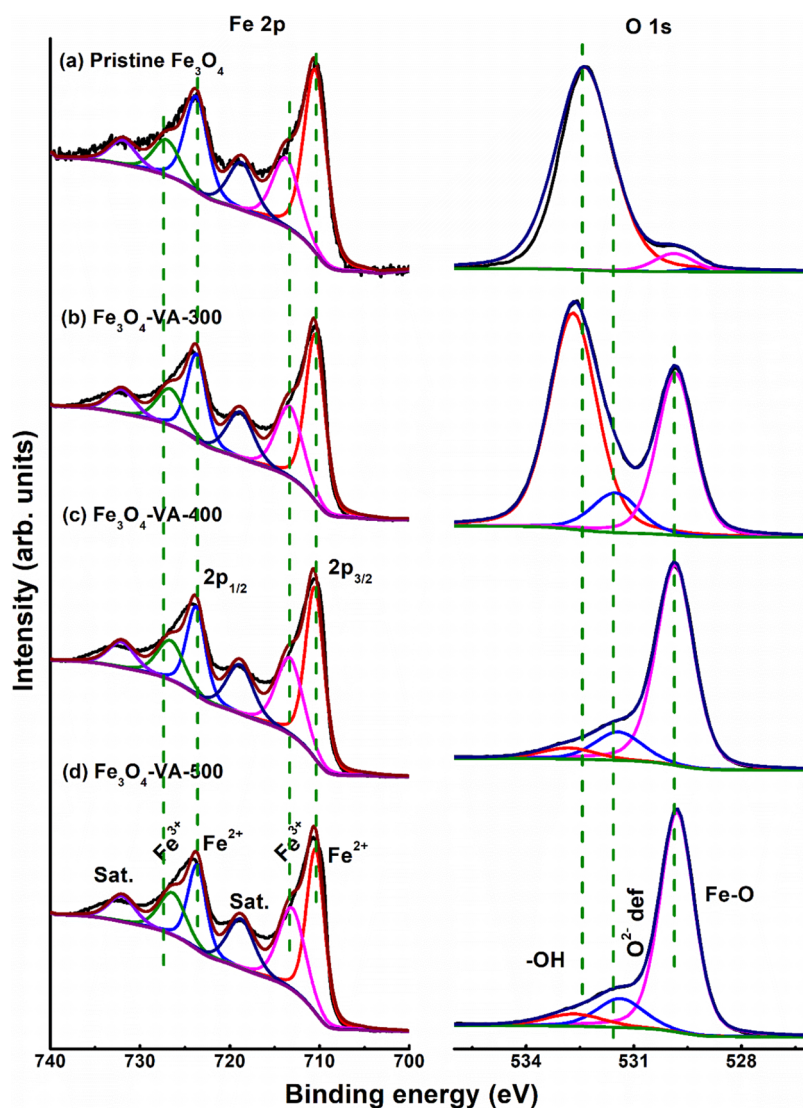 Fe 2p
O 1s
(a) Pristine Fe₃O₄
(b) Fe₃O₄-VA-300
(c) Fe₃O₄-VA-400
2p₁/₂
2p₃/₂
(d) Fe₃O₄-VA-500
Sat.
Fe³⁺
Fe²⁺
Sat.
Fe³⁺
Fe²⁺
-OH
O²⁻ def
Fe-O
Intensity (arb. units)
740 730 720 710 700
534 531 528
Binding energy (eV)